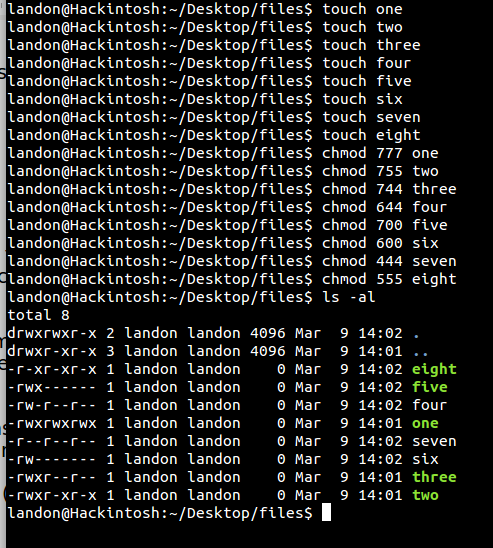 landon@Hackintosh:~/Desktop/files$ touch one
landon@Hackintosh:~/Desktop/files$ touch two
landon@Hackintosh:~/Desktop/files$ touch three
landon@Hackintosh:~/Desktop/files$ touch four
landon@Hackintosh:~/Desktop/files$ touch five
landon@Hackintosh:~/Desktop/files$ touch six
landon@Hackintosh:~/Desktop/files$ touch seven
landon@Hackintosh:~/Desktop/files$ touch eight
landon@Hackintosh:~/Desktop/files$ chmod 777 one
landon@Hackintosh:~/Desktop/files$ chmod 755 two
landon@Hackintosh:~/Desktop/files$ chmod 744 three
landon@Hackintosh:~/Desktop/files$ chmod 644 four
landon@Hackintosh:~/Desktop/files$ chmod 700 five
landon@Hackintosh:~/Desktop/files$ chmod 600 six
landon@Hackintosh:~/Desktop/files$ chmod 444 seven
landon@Hackintosh:~/Desktop/files$ chmod 555 eight
landon@Hackintosh:~/Desktop/files$ ls -al
total 8
drwxrwxr-x 2 landon landon 4096 Mar  9 14:02 .
drwxr-xr-x 3 landon landon 4096 Mar  9 14:01 ..
-r-xr-xr-x 1 landon landon    0 Mar  9 14:02 eight
-rwx------ 1 landon landon    0 Mar  9 14:02 five
-rw-r--r-- 1 landon landon    0 Mar  9 14:02 four
-rwxrwxrwx 1 landon landon    0 Mar  9 14:01 one
-r--r--r-- 1 landon landon    0 Mar  9 14:02 seven
-rw------- 1 landon landon    0 Mar  9 14:02 six
-rwxr--r-- 1 landon landon    0 Mar  9 14:01 three
-rwxr-xr-x 1 landon landon    0 Mar  9 14:01 two
landon@Hackintosh:~/Desktop/files$